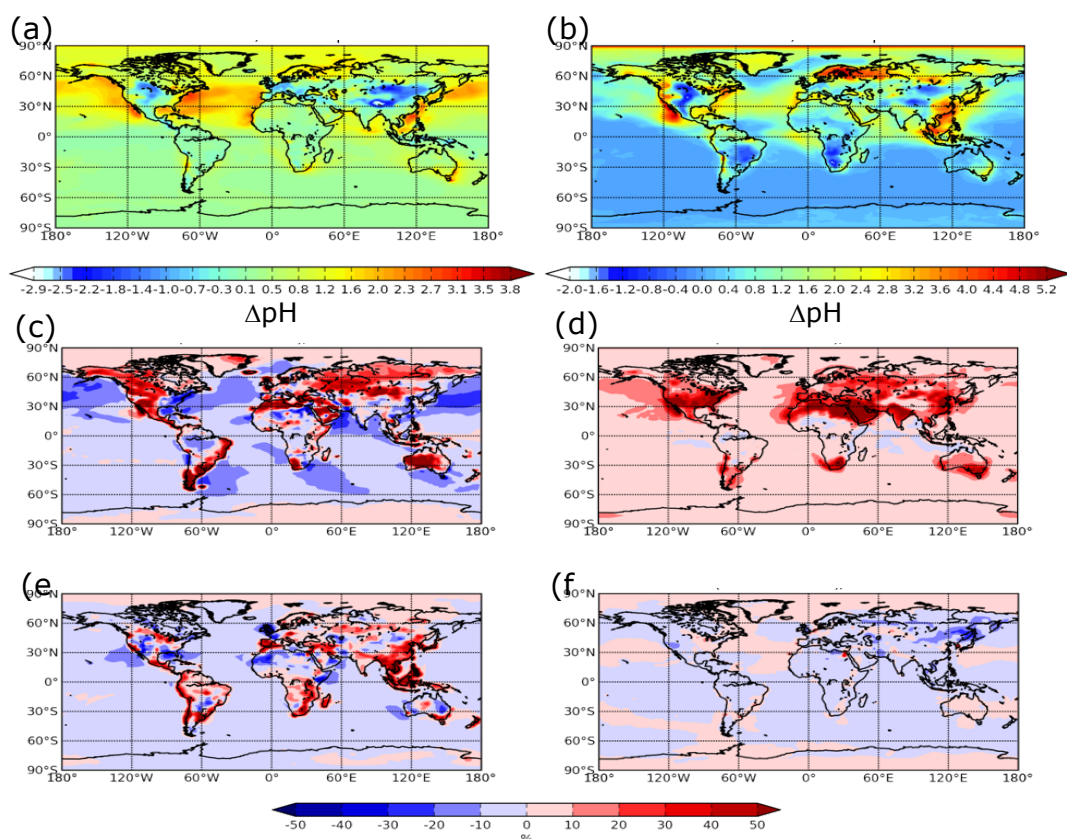 (a)
(b)
90°N
60°N
30°N
0°
30°S
60°S
90°S
180° 120°W 60°W 0° 60°E 120°E 180°
90°N
60°N
30°N
0°
30°S
60°S
90°S
180° 120°W 60°W 0° 60°E 120°E 180°
-2.9 -2.5 -2.2 -1.8 -1.4 -1.0 -0.7 -0.3 0.1 0.5 0.8 1.2 1.6 2.0 2.3 2.7 3.1 3.5 3.8
-2.0 -1.6 -1.2 -0.8 -0.4 0.0 0.4 0.8 1.2 1.6 2.0 2.4 2.8 3.2 3.6 4.0 4.4 4.8 5.2
ΔpH
ΔpH
(c)
(d)
90°N
60°N
30°N
0°
30°S
60°S
90°S
180° 120°W 60°W 0° 60°E 120°E 180°
90°N
60°N
30°N
0°
30°S
60°S
90°S
180° 120°W 60°W 0° 60°E 120°E 180°
(e
(f
90°N
60°N
30°N
0°
30°S
60°S
90°S
180° 120°W 60°W 0° 60°E 120°E 180°
90°N
60°N
30°N
0°
30°S
60°S
90°S
180° 120°W 60°W 0° 60°E 120°E 180°
-50 -40 -30 -20 -10 0 10 20 30 40 50
%